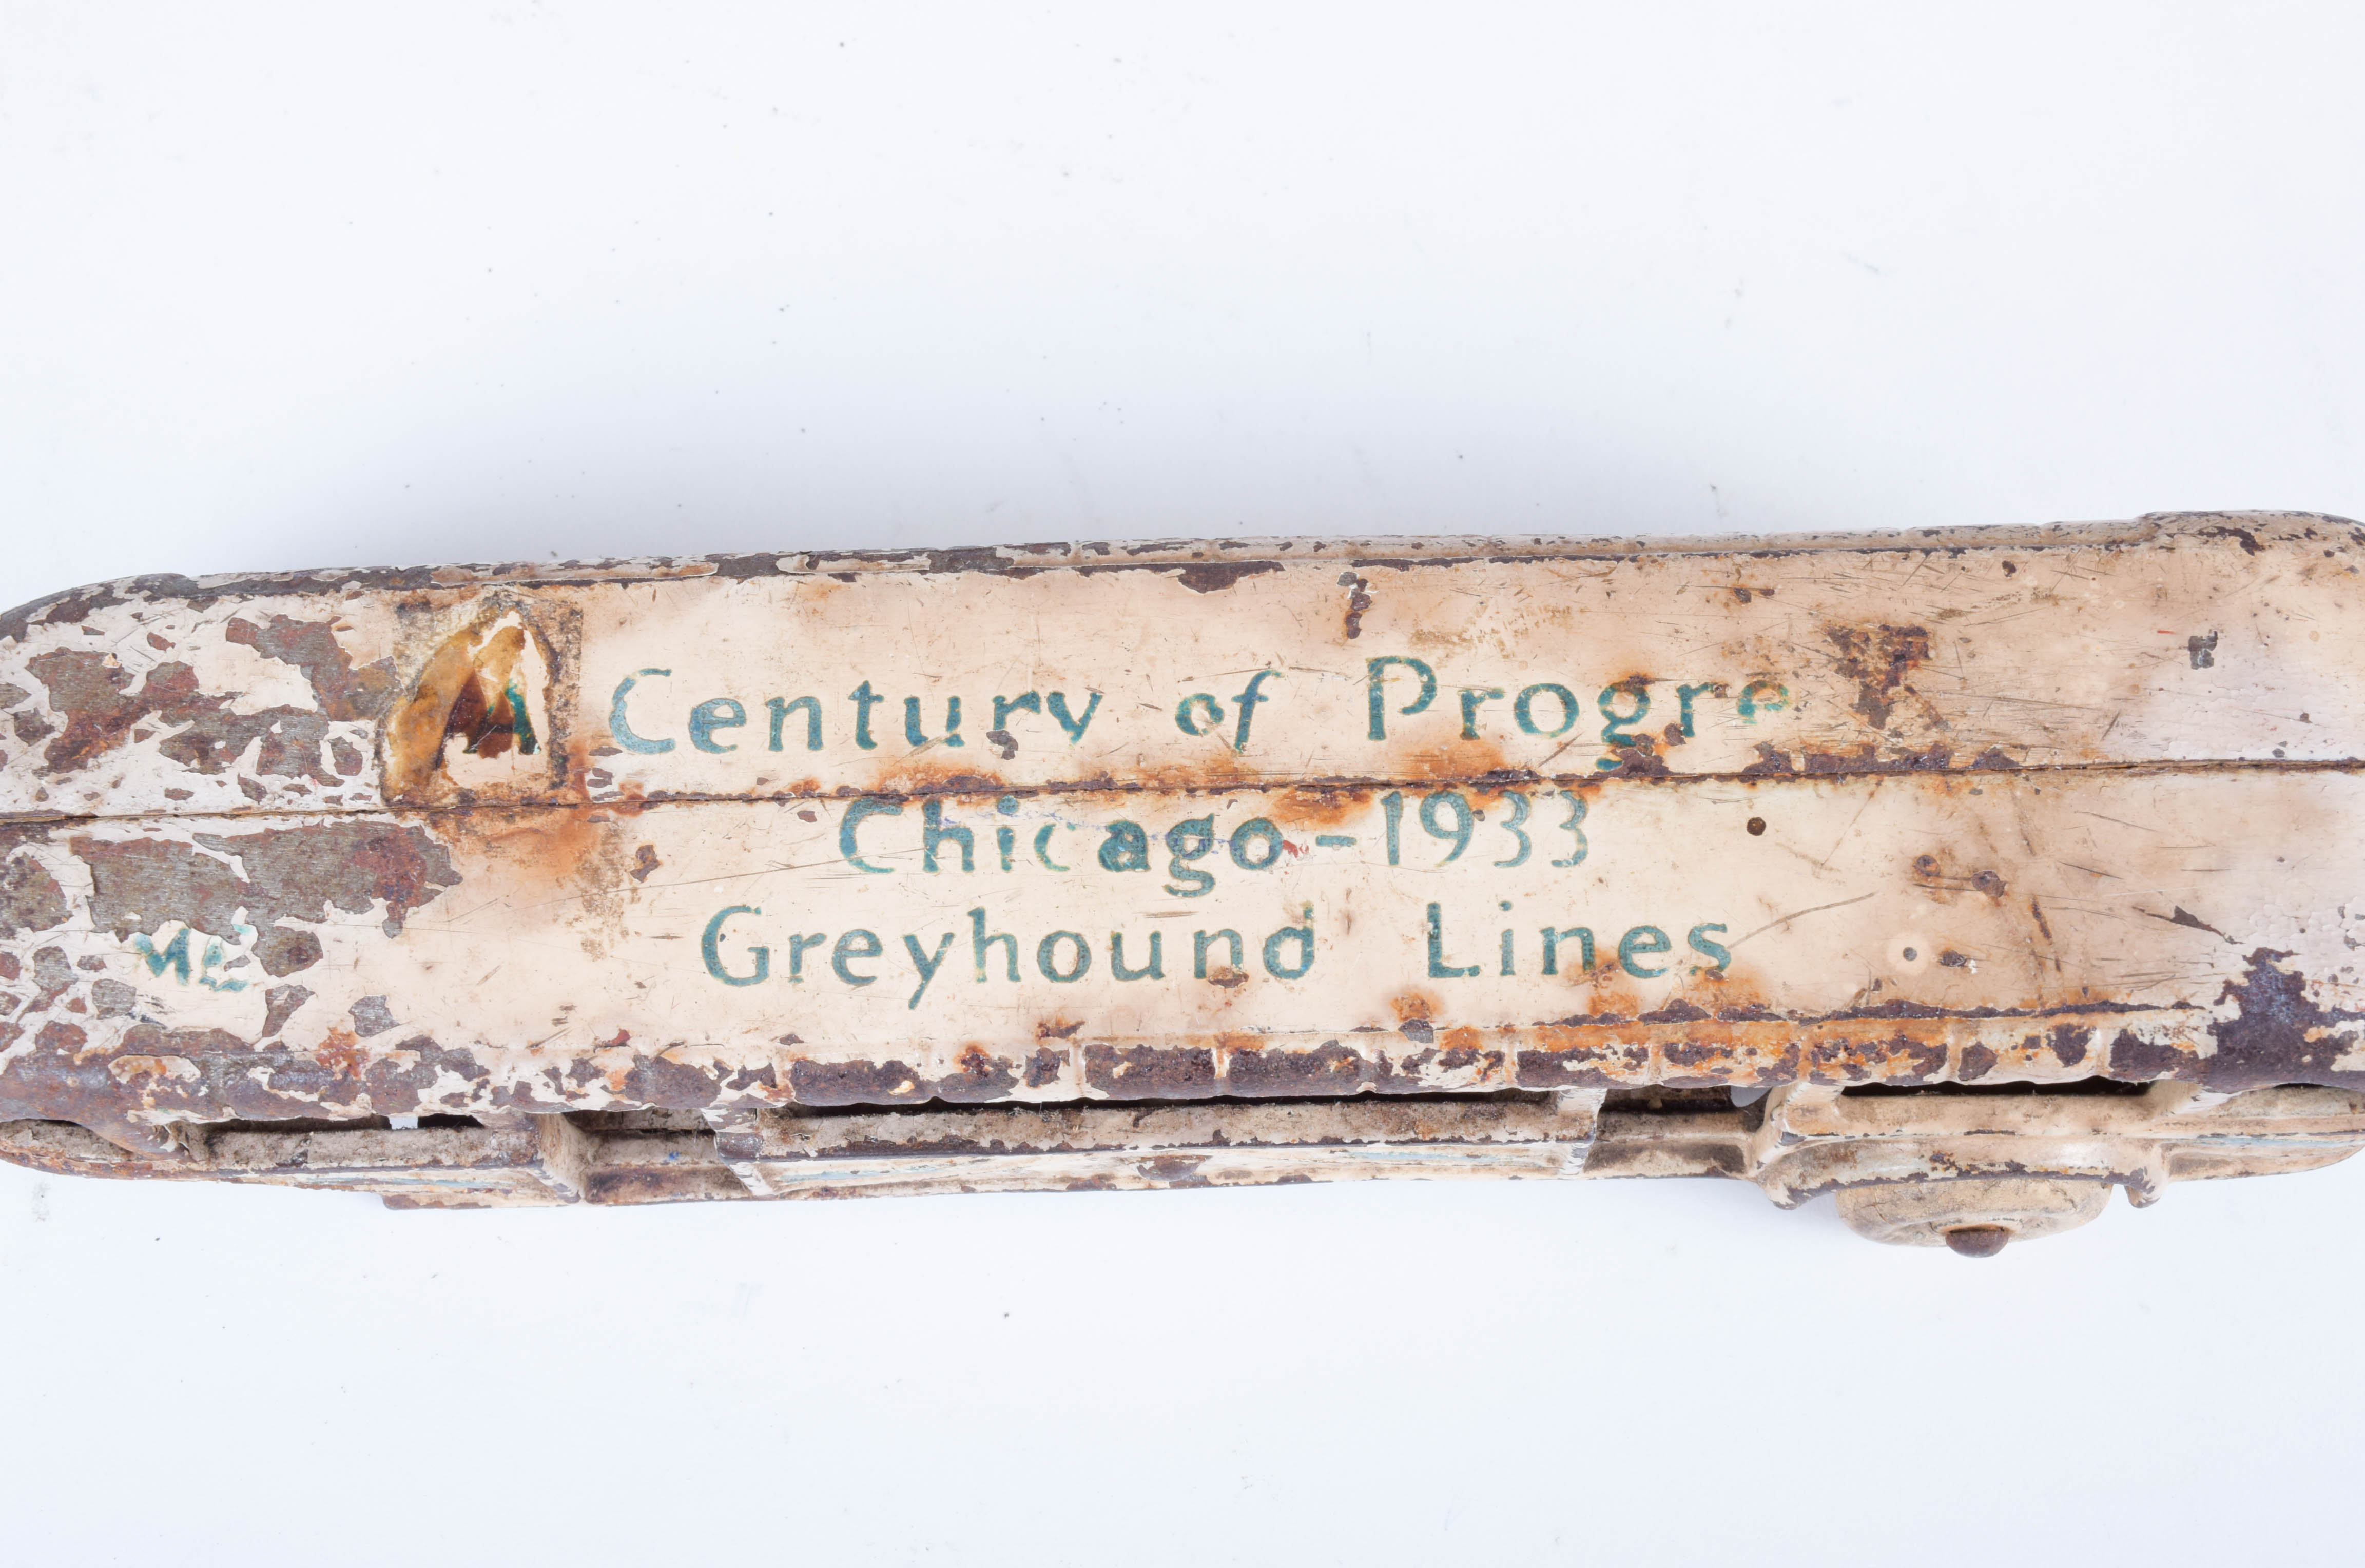 A Century of Progre
Chicago-1933
Greyhound Lines